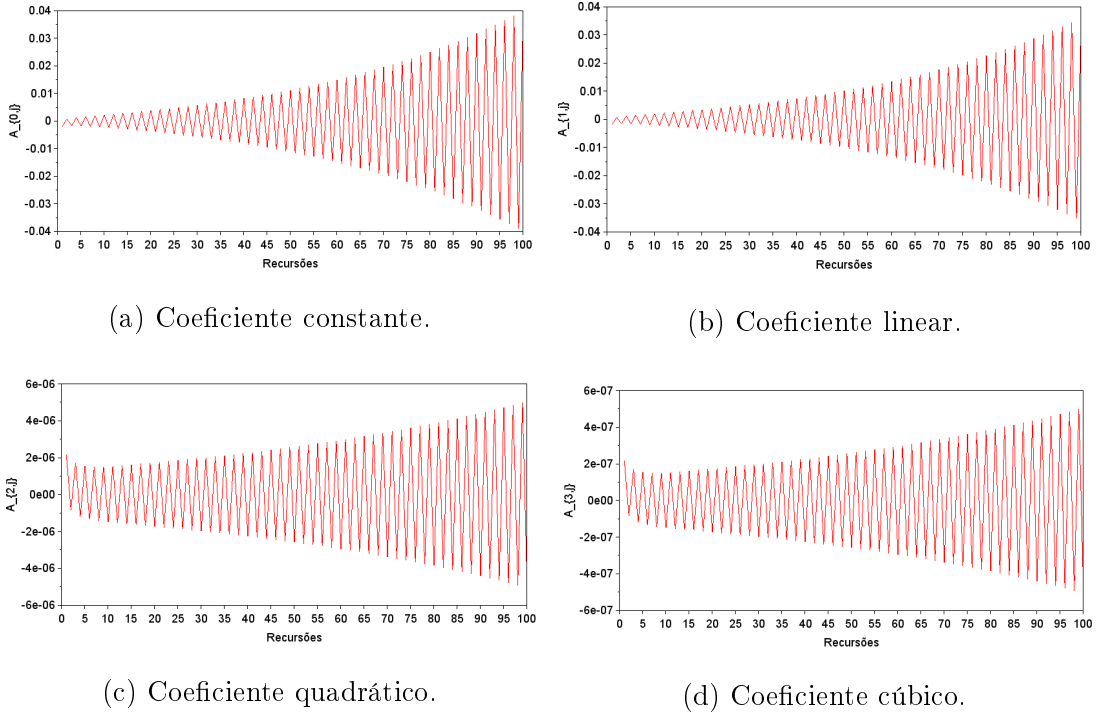 0.04
0.03
0.02
0.01
0
-0.01
-0.02
-0.03
-0.04
A_{0,j}
0 5 10 15 20 25 30 35 40 45 50 55 60 65 70 75 80 85 90 95 100
Recursões
(a) Coeficiente constante.
0.04
0.03
0.02
0.01
0
-0.01
-0.02
-0.03
-0.04
A_{1,j}
0 5 10 15 20 25 30 35 40 45 50 55 60 65 70 75 80 85 90 95 100
Recursões
(b) Coeficiente linear.
6e-06
4e-06
2e-06
0e00
-2e-06
-4e-06
-6e-06
A_{2,j}
0 5 10 15 20 25 30 35 40 45 50 55 60 65 70 75 80 85 90 95 100
Recursões
(c) Coeficiente quadrático.
6e-07
4e-07
2e-07
0e00
-2e-07
-4e-07
-6e-07
A_{3,j}
0 5 10 15 20 25 30 35 40 45 50 55 60 65 70 75 80 85 90 95 100
Recursões
(d) Coeficiente cúbico.